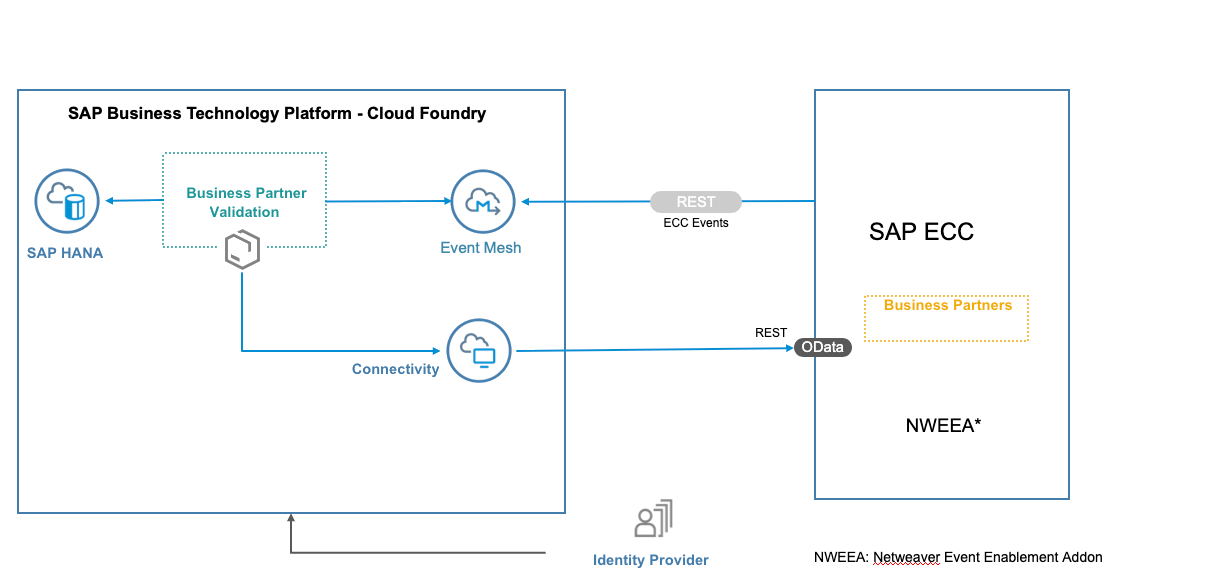 SAP Business Technology Platform - Cloud Foundry
Business Partner
Validation
SAP HANA
Event Mesh
REST
ECC Events
SAP ECC
Business Partners
REST
OData
Connectivity
NWEEA*
Identity Provider
NWEEA: Netweaver Event Enablement Addon